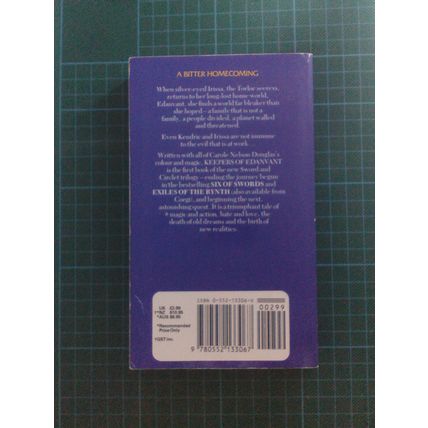 A BITTER HOMECOMING
When silver-eyed Irissa, the Torloc seeress,
returns to her long-lost home world,
Edanvant, she finds a world far bleaker than
she hoped – a family that is not a
family, a people divided, a planet walled
and threatened.
Even Kendric and Irissa are not immune
to the evil that is at work . . .
Written with all of Carole Nelson Douglas's
colour and magic, KEEPERS OF EDANVANT
is the first book of the new Sword and
Circlet trilogy – ending the journey begun
in the bestselling SIX OF SWORDS and
EXILES OF THE RYNTH (also available from
Corgi), and beginning the next,
astounding quest. It is a triumphant tale of
magic and action, hate and love, the
death of old dreams and the birth of
new realities.
ISBN 0-552-13306-
00299
UK £2.99
*NZ $10.95
*AUS $8.95
*Recommended
Price Only
*GST inc.
9 780552 133067